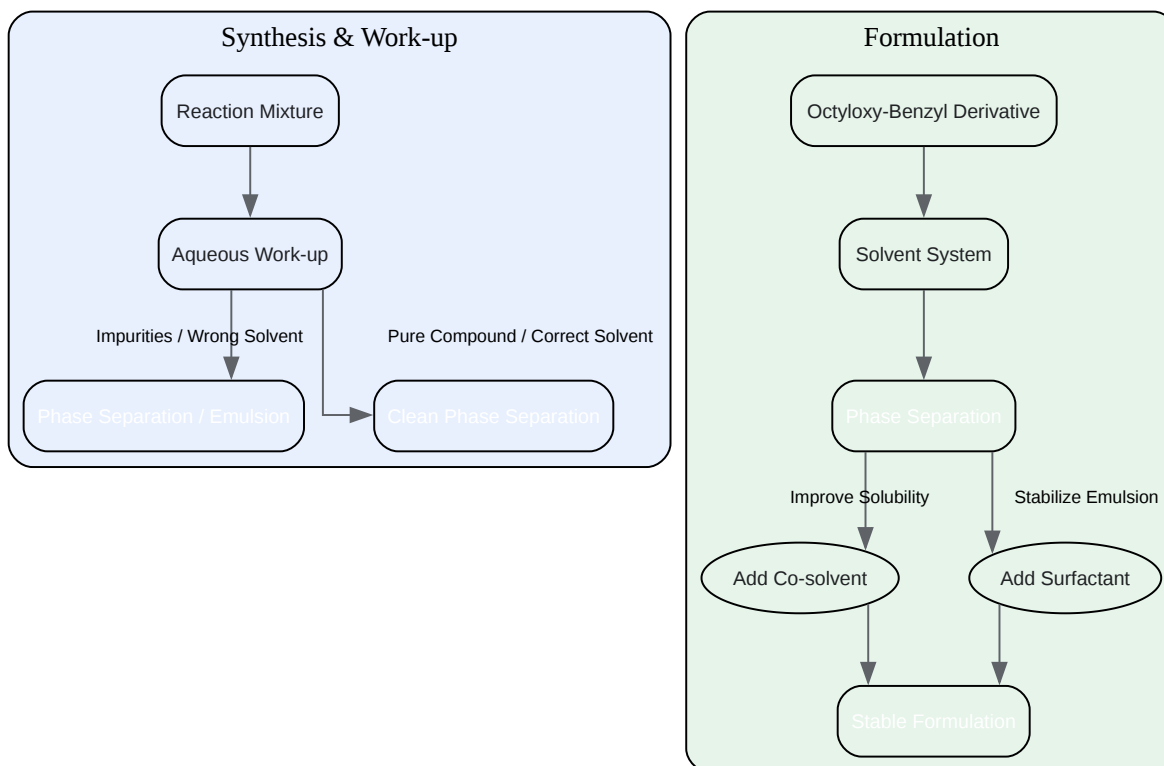 Synthesis & Work-up
Reaction Mixture
Aqueous Work-up
Impurities / Wrong Solvent
Pure Compound / Correct Solvent
Phase Separation / Emulsion
Clean Phase Separation
Formulation
Octyloxy-Benzyl Derivative
Solvent System
Phase Separation
Improve Solubility
Stabilize Emulsion
Add Co-solvent
Add Surfactant
Stable Formulation